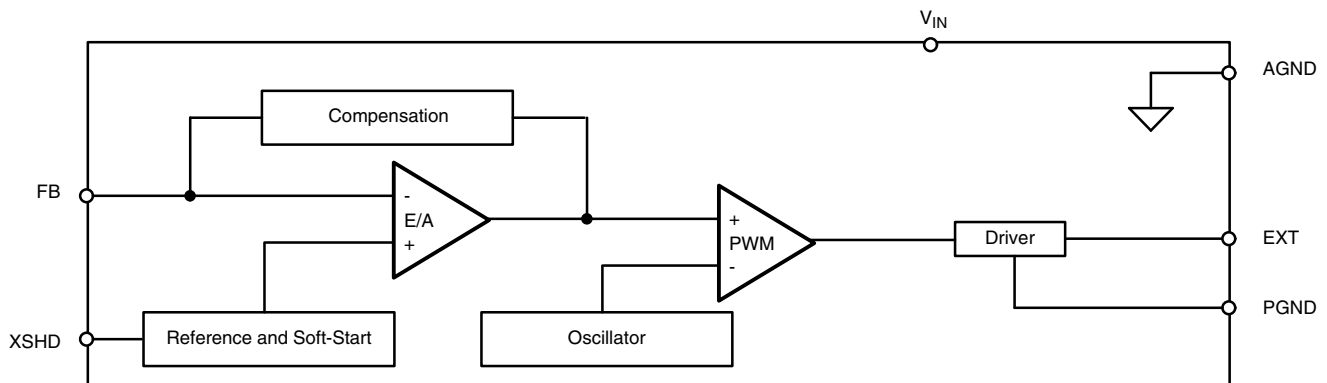 VIN
AGND
Compensation
FB
-
E/A
+
+
PWM
-
Driver
EXT
PGND
XSHD
Reference and Soft-Start
Oscillator